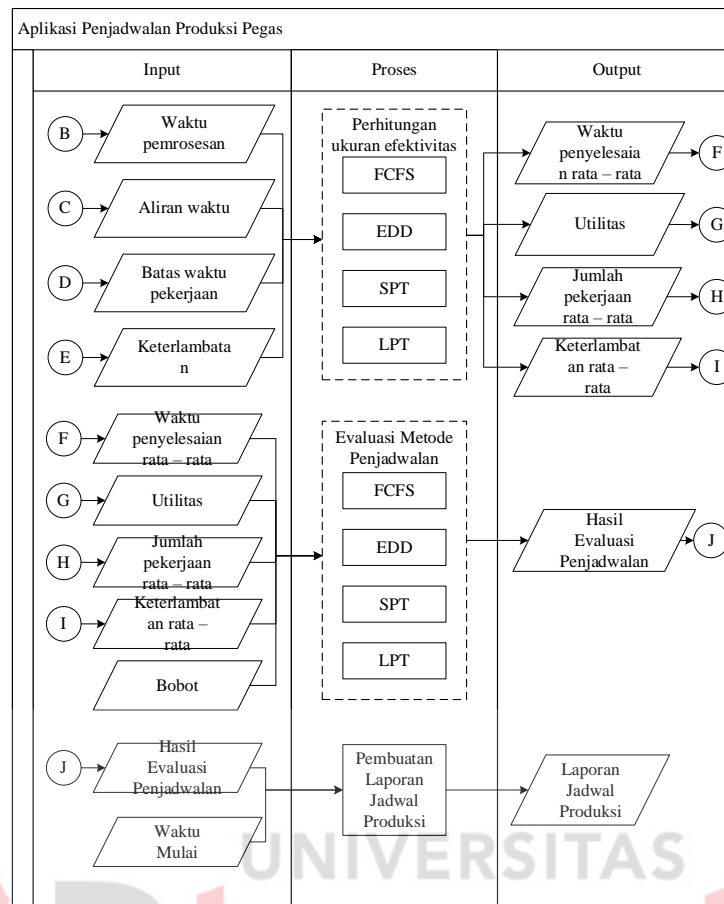 Aplikasi Penjadwalan Produksi Pegas
Input
Proses
Output
B
Waktu
pemrosesan
C
Aliran waktu
D
Batas waktu
pekerjaan
E
Keterlambata
n
Perhitungan
ukuran efektivitas
FCFS
EDD
SPT
LPT
Waktu
penyelesaia
n rata – rata
F
Utilitas
G
Jumlah
pekerjaan
rata – rata
H
Keterlambat
an rata –
rata
I
F
Waktu
penyelesaian
rata – rata
G
Utilitas
H
Jumlah
pekerjaan
rata – rata
I
Keterlambat
an rata –
rata
Bobot
Evaluasi Metode
Penjadwalan
FCFS
EDD
SPT
LPT
Hasil
Evaluasi
Penjadwalan
J
J
Hasil
Evaluasi
Penjadwalan
Waktu
Mulai
Pembuatan
Laporan
Jadwal
Produksi
Laporan
Jadwal
Produksi
UNIVERSITAS